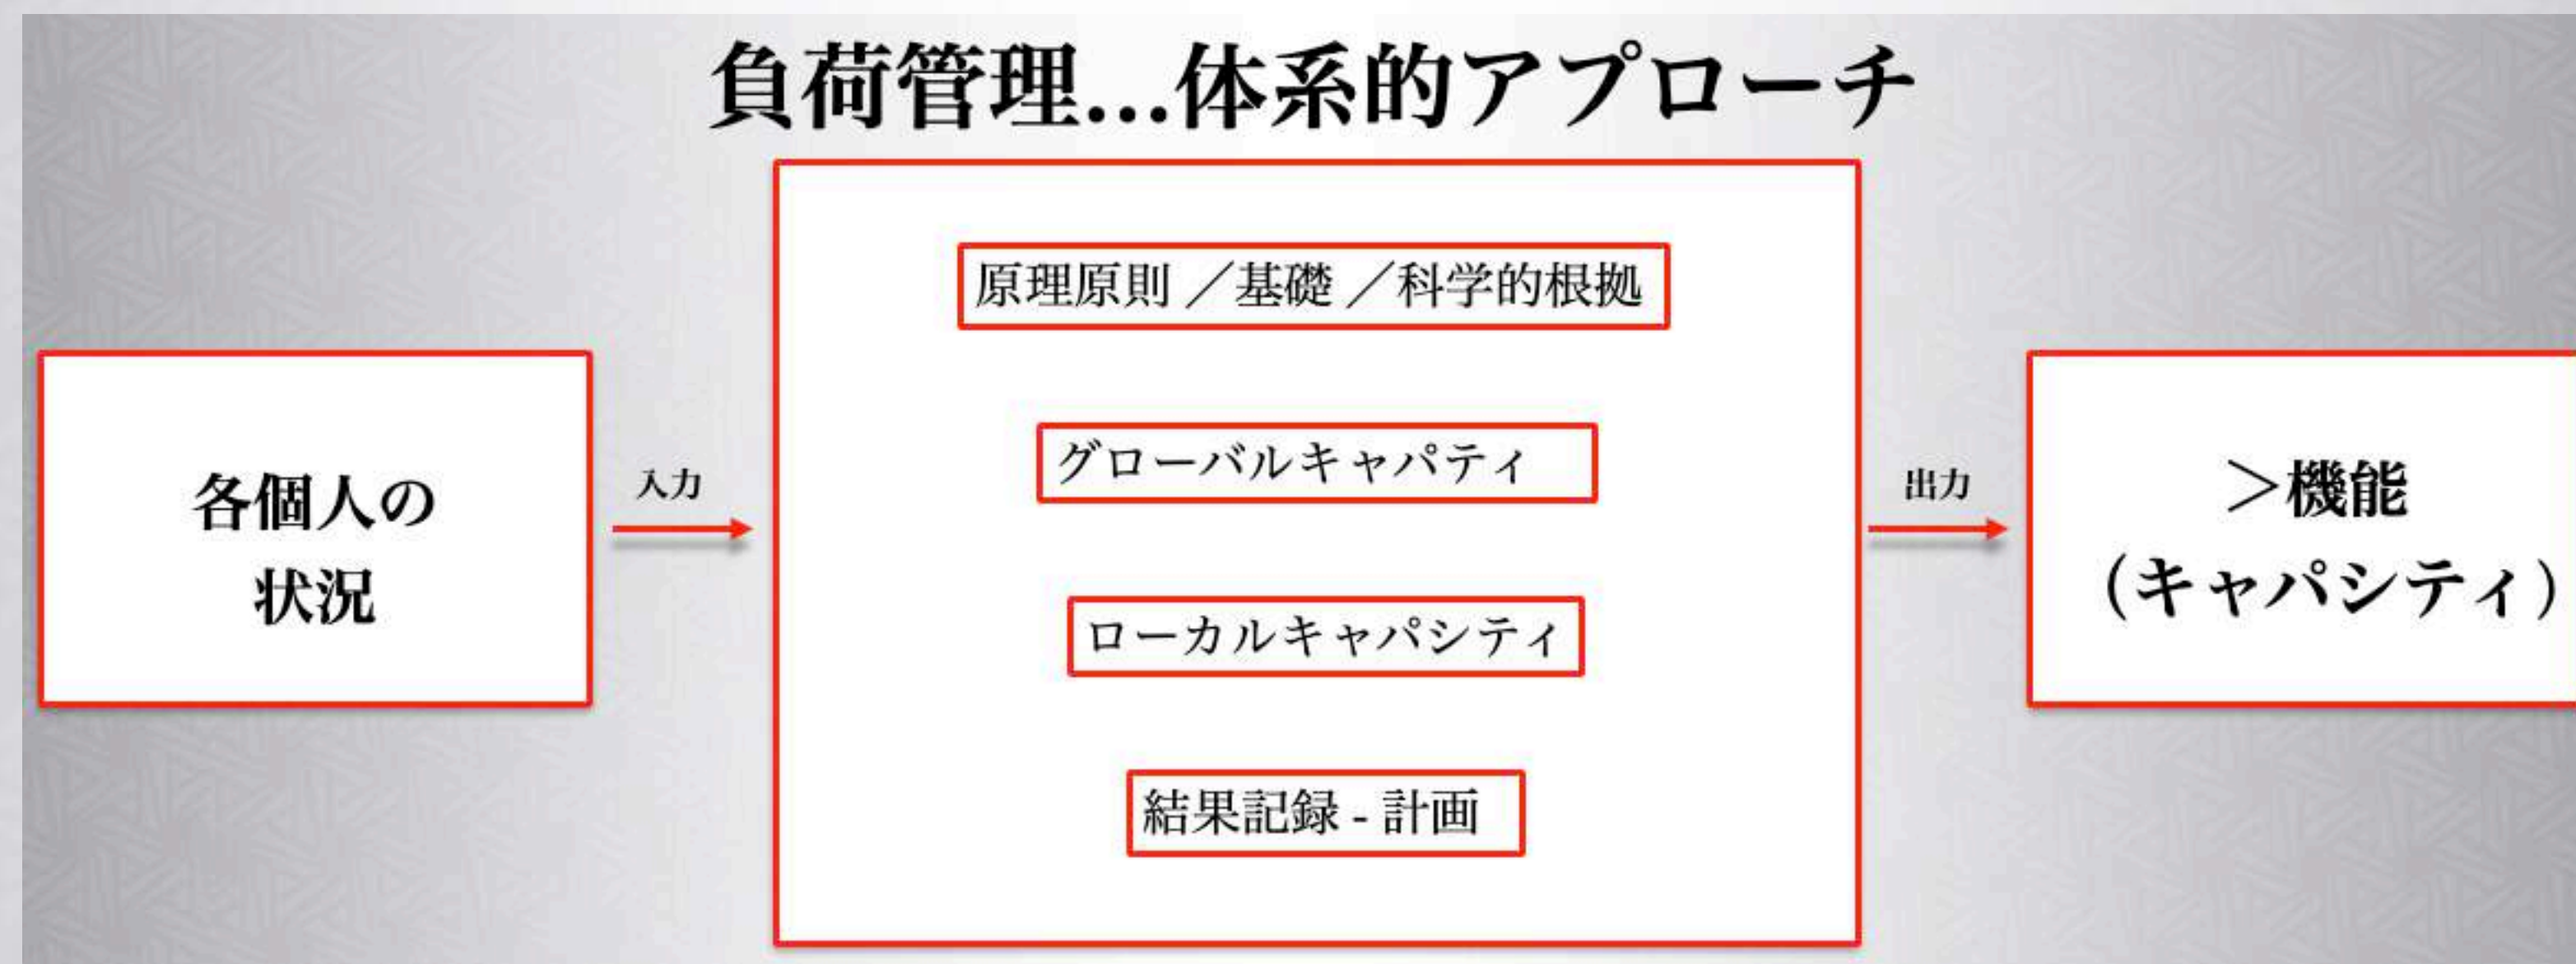 負荷管理...体系的アプローチ
各個人の
状況
入力
原理原則 ／基礎 ／科学的根拠
グローバルキャパティ
ローカルキャパシティ
結果記録 - 計画
出力
＞機能
（キャパシティ）